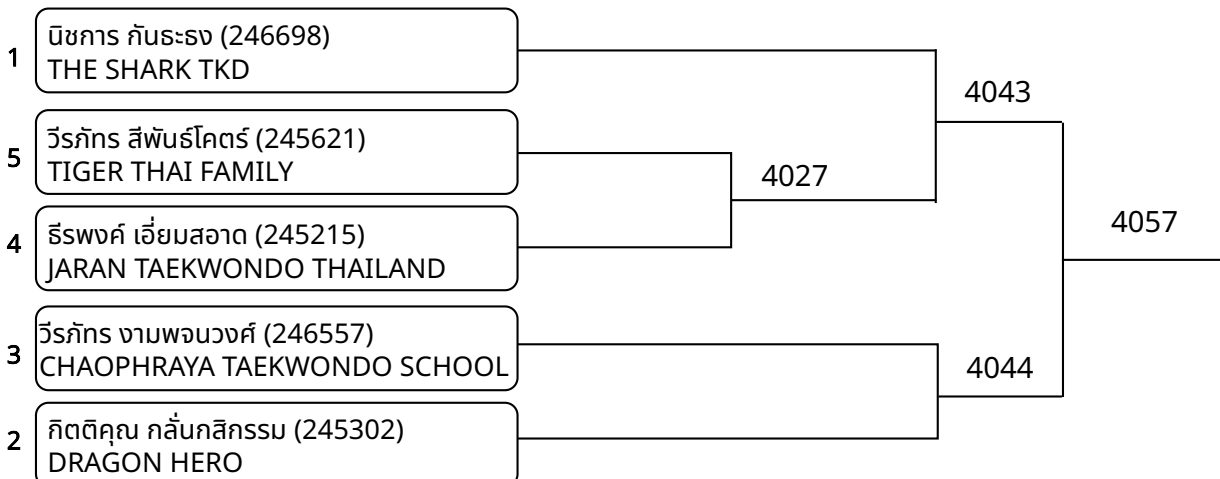 1
นิชการ กันธะธง (246698)
THE SHARK TKD
4043
5
วีรภัทร สีพันธ์โคตร์ (245621)
TIGER THAI FAMILY
4027
4
ธีรพงค์ เอี่ยมสอาด (245215)
JARAN TAEKWONDO THAILAND
4057
3
วีรภัทร งามพจนวงศ์ (246557)
CHAOPHRAYA TAEKWONDO SCHOOL
4044
2
กิตติคุณ กลั่นกสิกรรม (245302)
DRAGON HERO